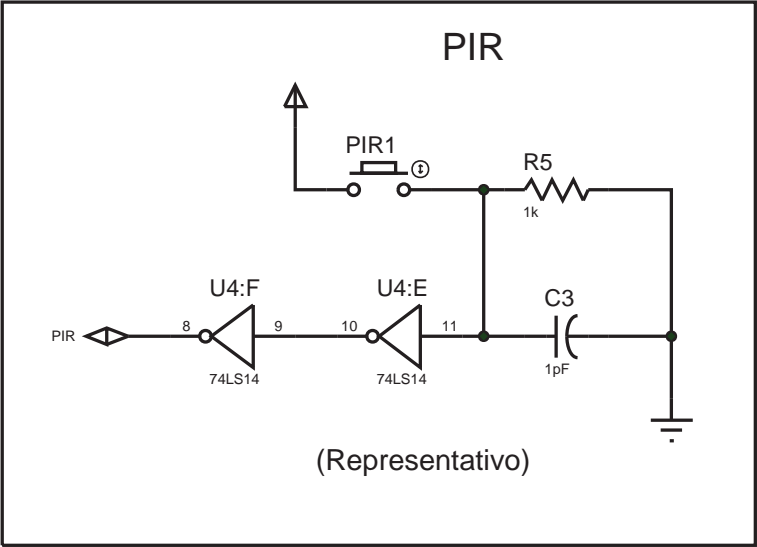 PIR
PIR1
R5
1k
U4:F
U4:E
C3
PIR
8
9
10
11
74LS14
74LS14
1pF
(Representativo)